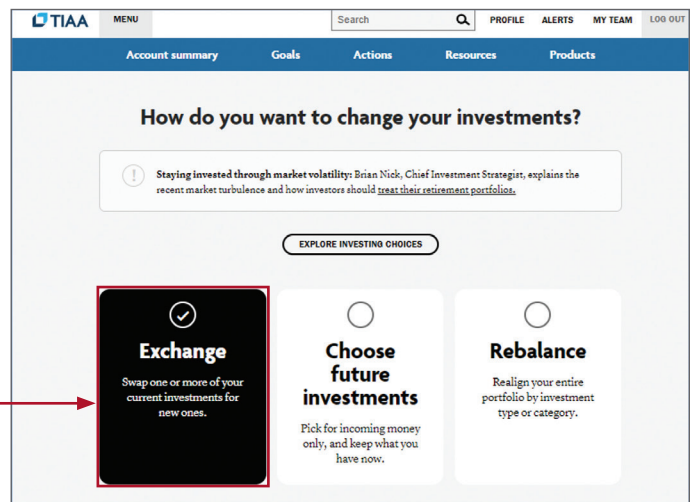 TIAA MENU Search PROFILE ALERTS MY TEAM LOG OUT
Account summary Goals Actions Resources Products
How do you want to change your investments?
Staying invested through market volatility: Brian Nick, Chief Investment Strategist, explains the
recent market turbulence and how investors should treat their retirement portfolios.
EXPLORE INVESTING CHOICES
Exchange
Swap one or more of your
current investments for
new ones.
Choose
future
investments
Pick for incoming money
only, and keep what you
have now.
Rebalance
Realign your entire
portfolio by investment
type or category.